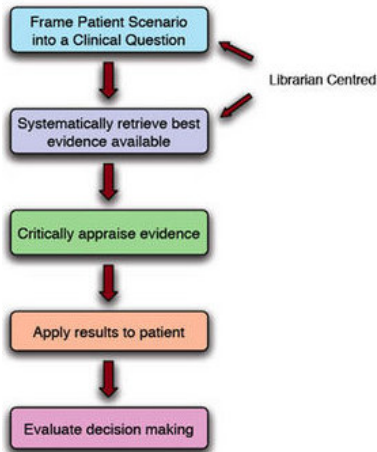 Frame Patient Scenario
into a Clinical Question
Librarian Centred
Systematically retrieve best
evidence available
Critically appraise evidence
Apply results to patient
Evaluate decision making